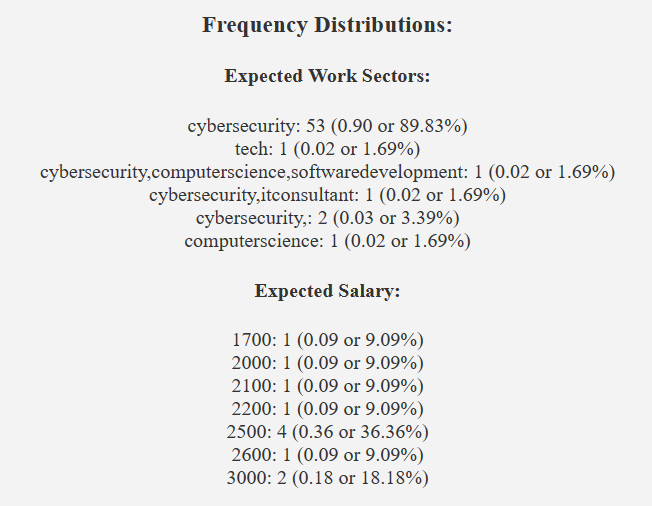 Frequency Distributions:
Expected Work Sectors:
cybersecurity: 53 (0.90 or 89.83%)
tech: 1 (0.02 or 1.69%)
cybersecurity,computerscience,softwaredevelopment: 1 (0.02 or 1.69%)
cybersecurity,itconsultant: 1 (0.02 or 1.69%)
cybersecurity,: 2 (0.03 or 3.39%)
computerscience: 1 (0.02 or 1.69%)
Expected Salary:
1700: 1 (0.09 or 9.09%)
2000: 1 (0.09 or 9.09%)
2100: 1 (0.09 or 9.09%)
2200: 1 (0.09 or 9.09%)
2500: 4 (0.36 or 36.36%)
2600: 1 (0.09 or 9.09%)
3000: 2 (0.18 or 18.18%)